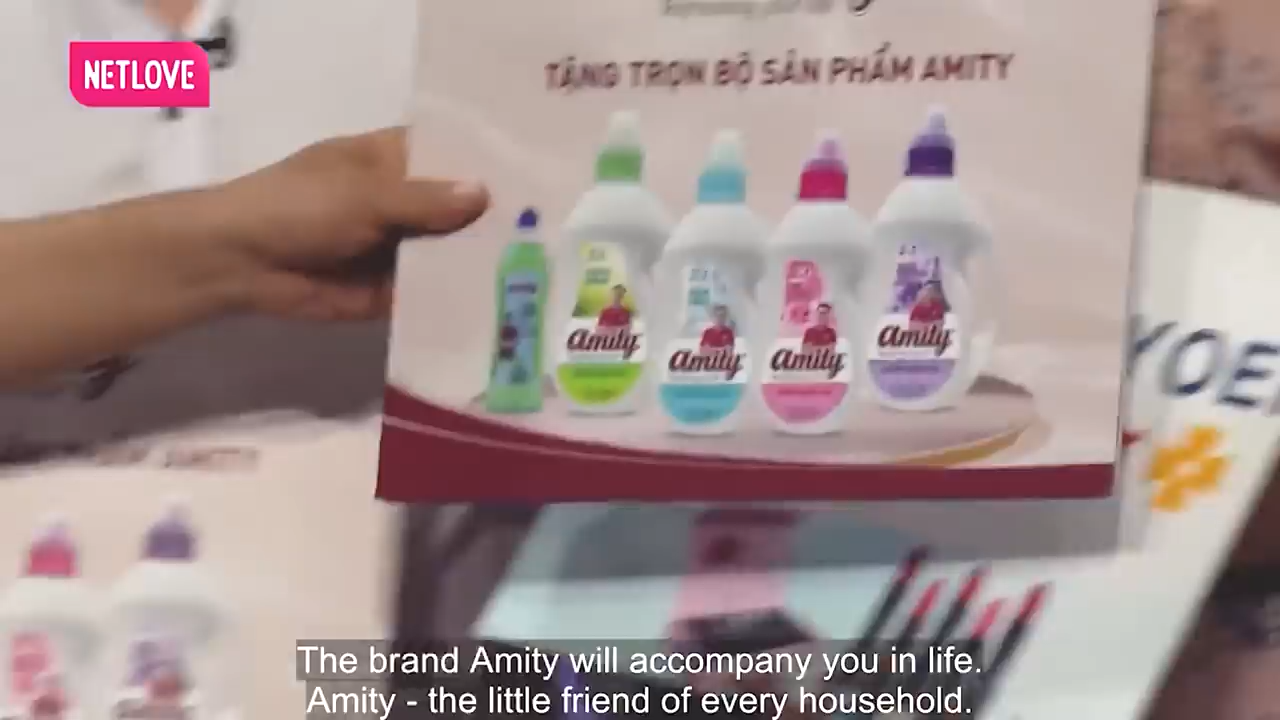 NETLOVE
TẶNG TRỌN BỘ SẢN PHẨM AMITY
amity
amity
amity
amity
YOE
AMITY
The brand Amity will accompany you in life.
Amity - the little friend of every household.